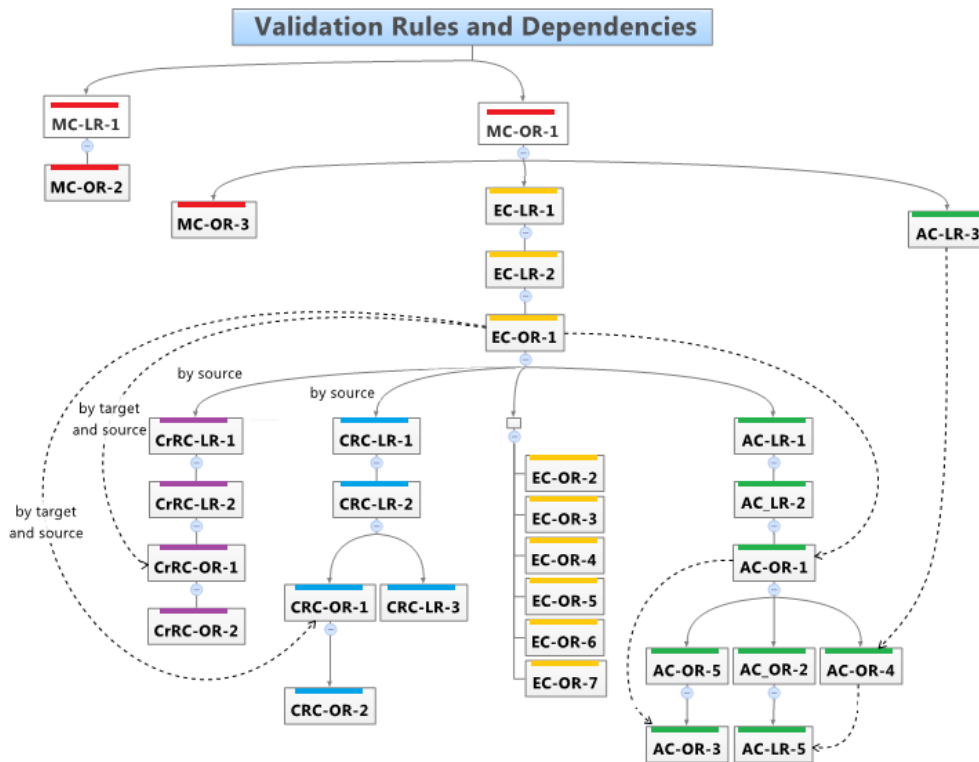 Validation Rules and Dependencies
MC-LR-1
MC-OR-1
MC-OR-2
MC-OR-3
EC-LR-1
AC-LR-3
EC-LR-2
EC-OR-1
by source
by source
by target
and source
CrRC-LR-1
CRC-LR-1
AC-LR-1
EC-OR-2
CrRC-LR-2
CRC-LR-2
AC_LR-2
EC-OR-3
by target
and source
EC-OR-4
CrRC-OR-1
AC-OR-1
CRC-OR-1
CRC-LR-3
EC-OR-5
CrRC-OR-2
EC-OR-6
AC-OR-5
AC_OR-2
AC-OR-4
EC-OR-7
CRC-OR-2
AC-OR-3
AC-LR-5